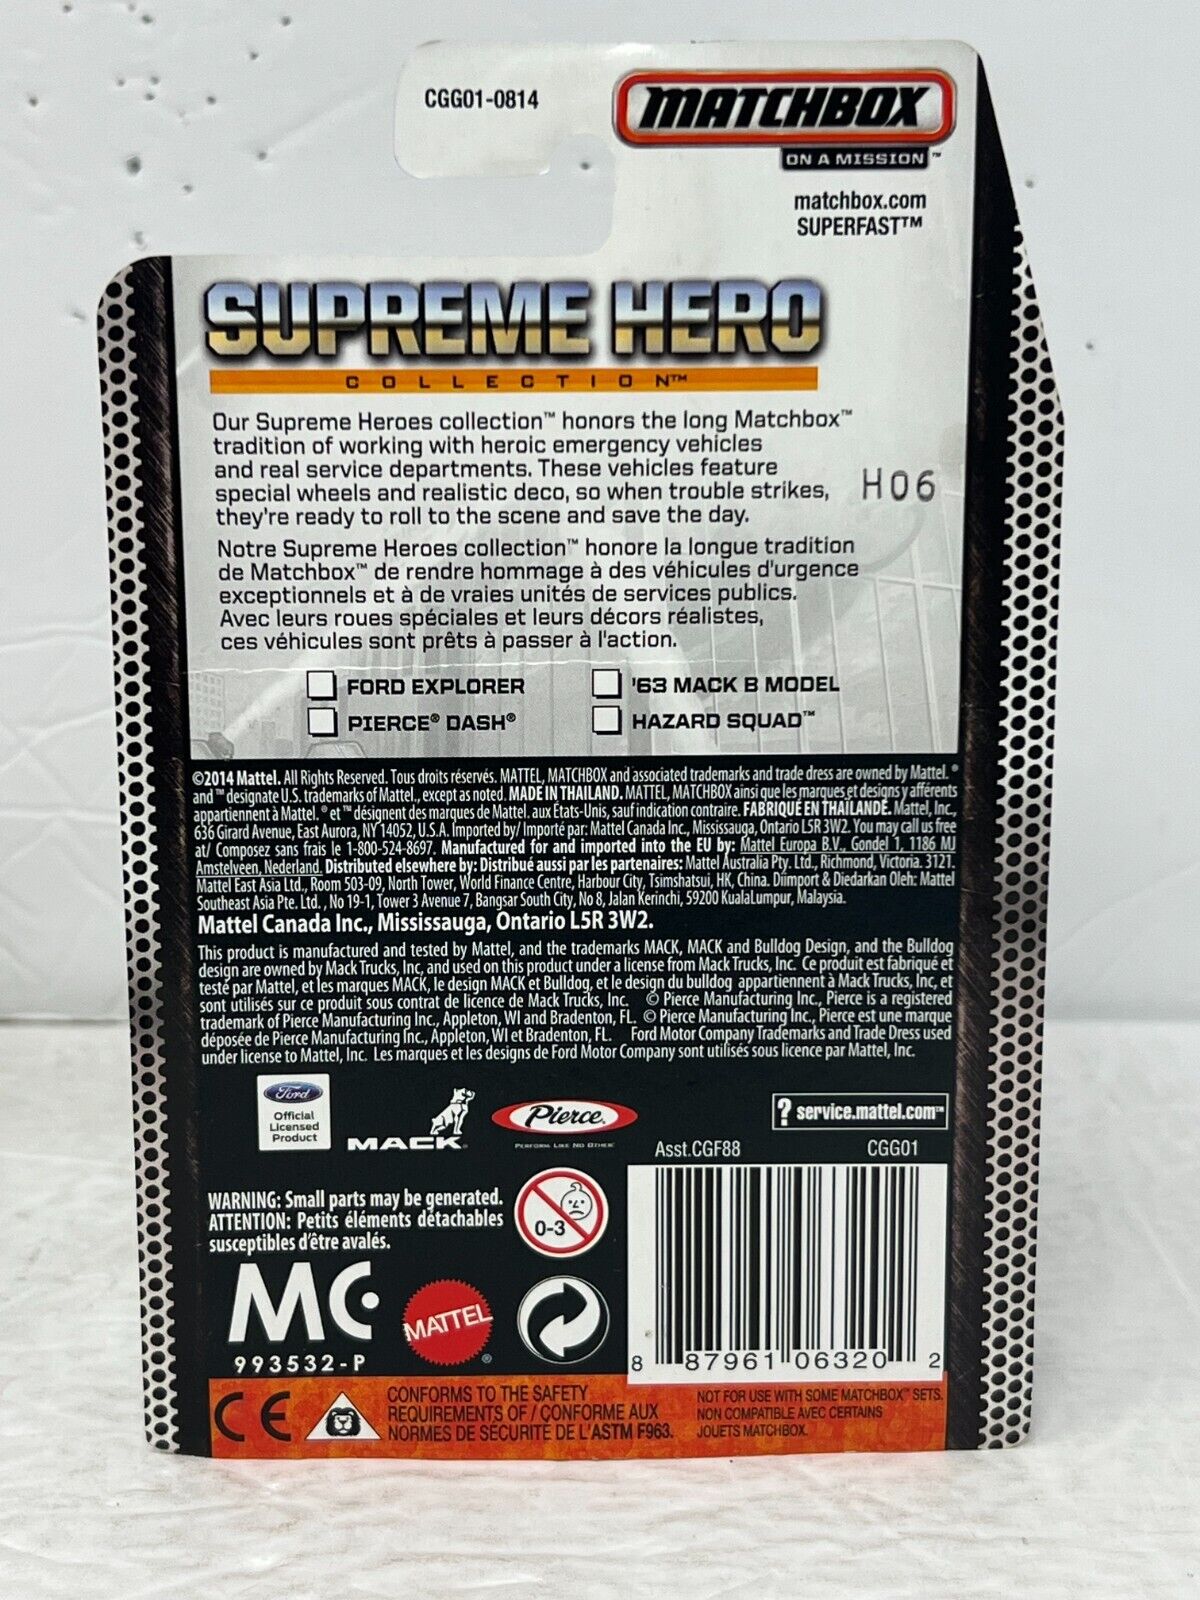 CGG01-0814
MATCHBOX
ON A MISSION™
matchbox.com
SUPERFAST™
SUPREME HERO
COLLECTION™
Our Supreme Heroes collection™ honors the long Matchbox™
tradition of working with heroic emergency vehicles
and real service departments. These vehicles feature
special wheels and realistic deco, so when trouble strikes,
they're ready to roll to the scene and save the day.
H06
Notre Supreme Heroes collection™ honore la longue tradition
de Matchbox™ de rendre hommage à des véhicules d'urgence
exceptionnels et à de vraies unités de services publics.
Avec leurs roues spéciales et leurs décors réalistes,
ces véhicules sont prêts à passer à l'action.
FORD EXPLORER
'63 MACK B MODEL
PIERCE® DASH®
HAZARD SQUAD™
©2014 Mattel. All Rights Reserved. Tous droits réservés. MATTEL, MATCHBOX and associated trademarks and trade dress are owned by Mattel. ®
and ™ designate U.S. trademarks of Mattel., except as noted. MADE IN THAILAND. MATTEL, MATCHBOX ainsi que les marques et designs y afférents
appartiennent à Mattel. ® et ™ désignent des marques de Mattel. aux États-Unis, sauf indication contraire. FABRIQUÉ EN THAÏLANDE. Mattel, Inc.,
636 Girard Avenue, East Aurora, NY 14052, U.S.A. Imported by/ Importé par: Mattel Canada Inc., Mississauga, Ontario L5R 3W2. You may call us free
at/ Composez sans frais le 1-800-524-8697. Manufactured for and imported into the EU by: Mattel Europa B.V., Gondel 1, 1186 MJ
Amstelveen, Nederland. Distributed elsewhere by: Distribué aussi par les partenaires: Mattel Australia Pty. Ltd., Richmond, Victoria. 3121.
Mattel East Asia Ltd., Room 503-09, North Tower, World Finance Centre, Harbour City, Tsimshatsui, HK, China. Diimport & Diedarkan Oleh: Mattel
Southeast Asia Pte. Ltd., No 19-1, Tower 3 Avenue 7, Bangsar South City, No 8, Jalan Kerinchi, 59200 KualaLumpur, Malaysia.
Mattel Canada Inc., Mississauga, Ontario L5R 3W2.
This product is manufactured and tested by Mattel, and the trademarks MACK, MACK and Bulldog Design, and the Bulldog
design are owned by Mack Trucks, Inc, and used on this product under a license from Mack Trucks, Inc. Ce produit est fabriqué et
testé par Mattel, et les marques MACK, le design MACK et Bulldog, et le design du bulldog appartiennent à Mack Trucks, Inc, et
sont utilisés sur ce produit sous contrat de licence de Mack Trucks, Inc. © Pierce Manufacturing Inc., Pierce is a registered
trademark of Pierce Manufacturing Inc., Appleton, WI and Bradenton, FL. © Pierce Manufacturing Inc., Pierce est une marque
déposée de Pierce Manufacturing Inc., Appleton, WI et Bradenton, FL. Ford Motor Company Trademarks and Trade Dress used
under license to Mattel, Inc. Les marques et les designs de Ford Motor Company sont utilisés sous licence par Mattel, Inc.
Ford
Official
Licensed
Product
MACK®
Pierce®
PERFORM LIKE NO OTHER
? service.mattel.com™
Asst.CGF88
CGG01
WARNING: Small parts may be generated.
ATTENTION: Petits éléments détachables
susceptibles d'être avalés.
0-3
MC
993532-P
MATTEL®
8 87961 06320 2
CE
CONFORMS TO THE SAFETY
REQUIREMENTS OF / CONFORME AUX
NORMES DE SÉCURITÉ DE L'ASTM F963.
NOT FOR USE WITH SOME MATCHBOX™ SETS.
NON COMPATIBLE AVEC CERTAINS
JOUETS MATCHBOX.